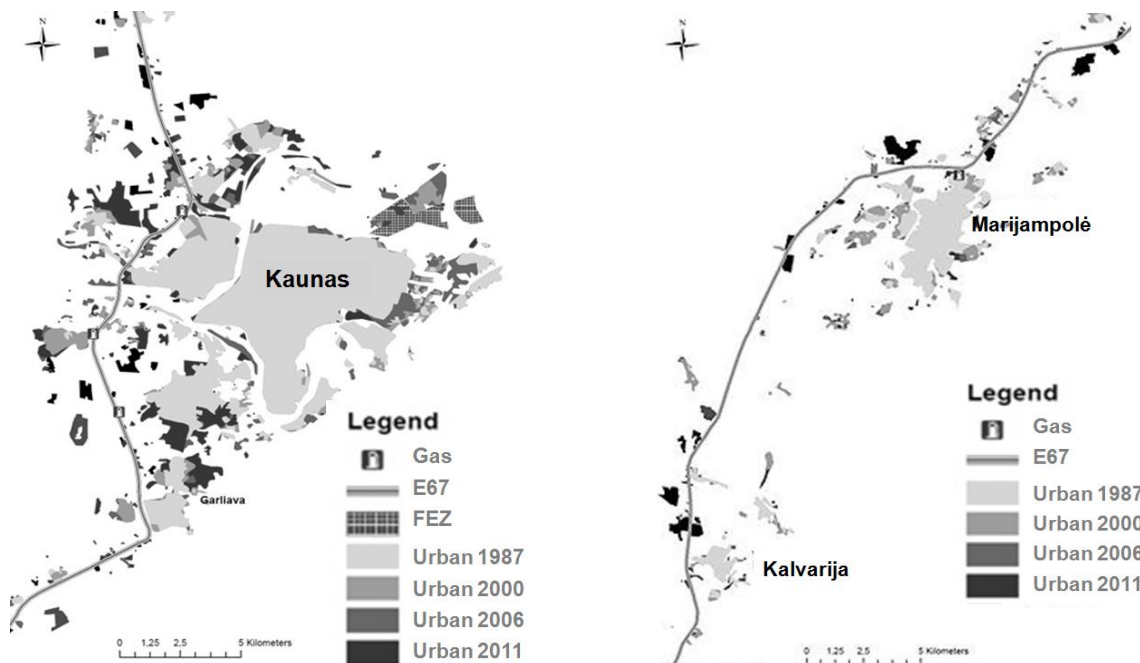 N
Kaunas
Garliava
Legend
Gas
E67
FEZ
Urban 1987
Urban 2000
Urban 2006
Urban 2011
0 1,25 2,5 5 Kilometers
N
Marijampolė
Kalvarija
Legend
Gas
E67
Urban 1987
Urban 2000
Urban 2006
Urban 2011
0 1,25 2,5 5 Kilometers